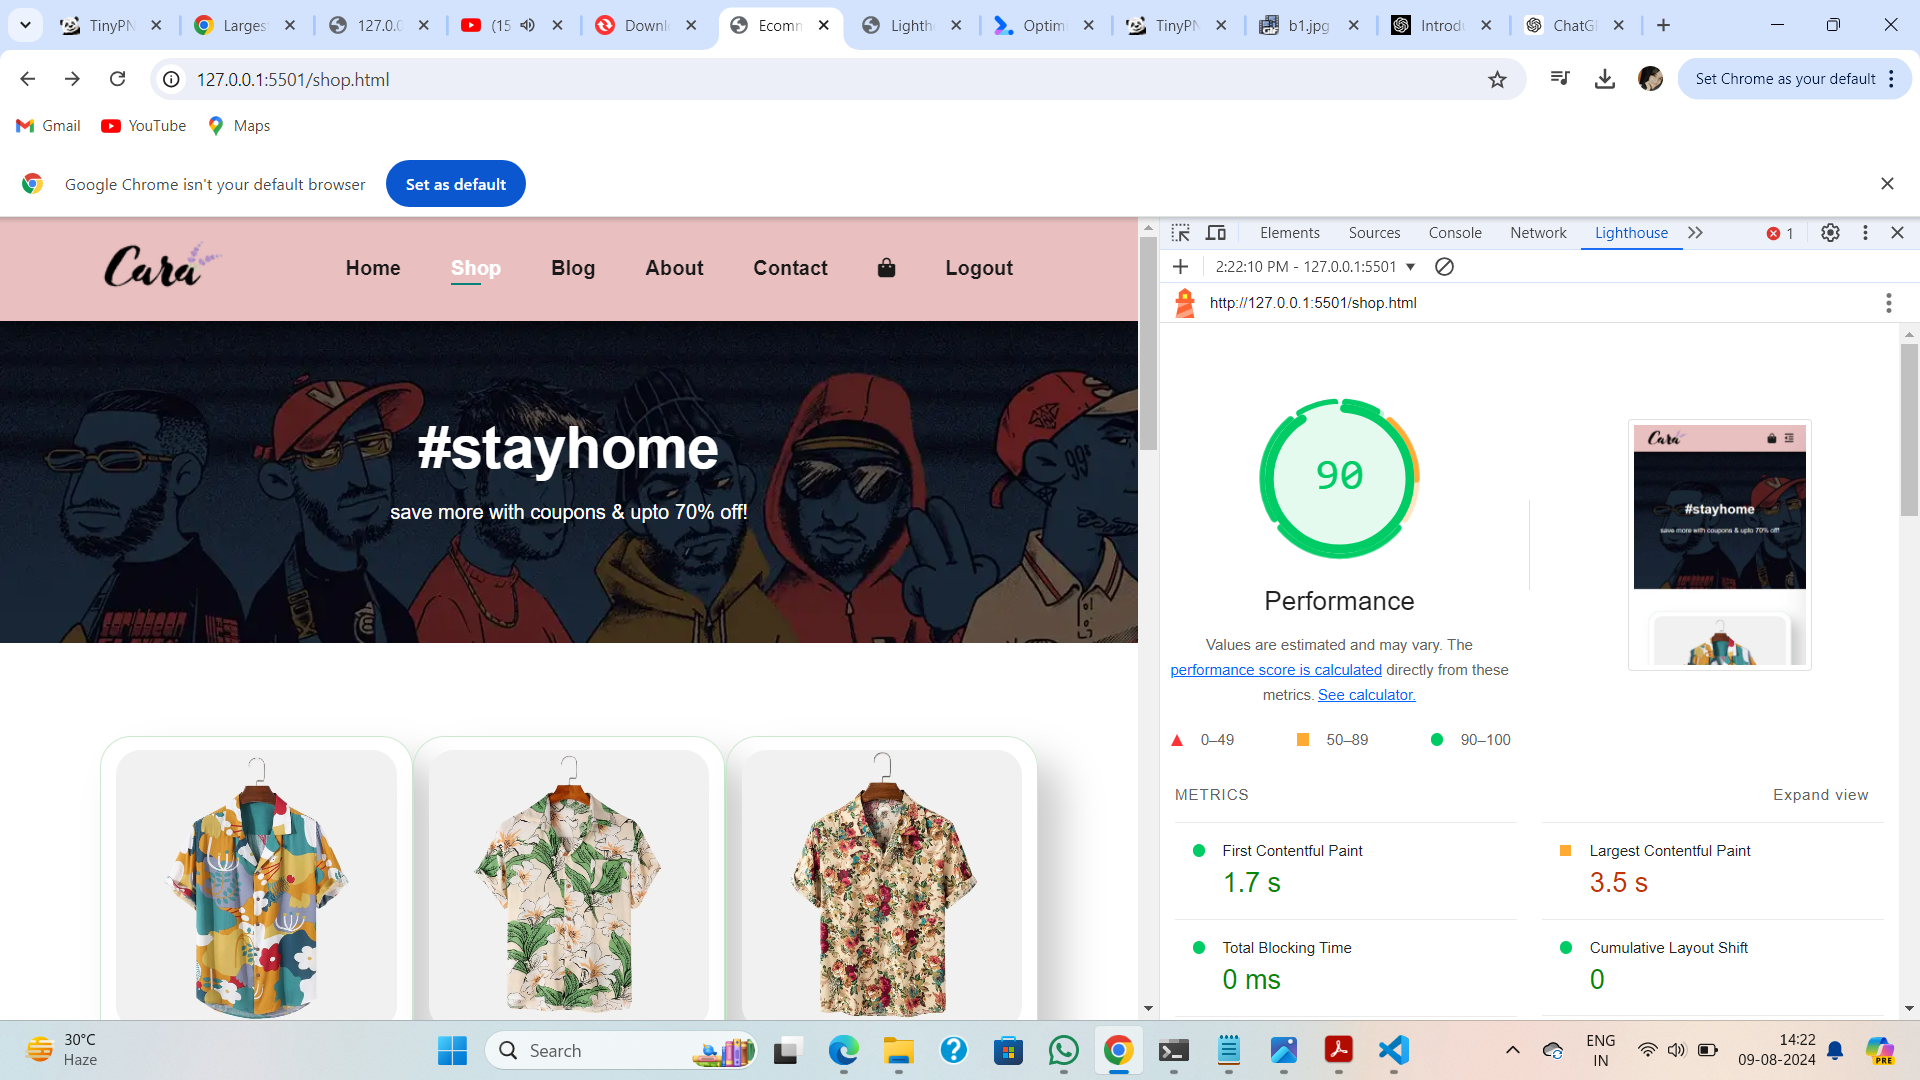 TinyPN
Larges
127.0.0
(15
Downlo
Ecomm
Lighth
Optimi
TinyPN
b1.jpg
Introdu
ChatGP
127.0.0.1:5501/shop.html
Set Chrome as your default
Gmail
YouTube
Maps
Google Chrome isn't your default browser
Set as default
Cara
Home
Shop
Blog
About
Contact
Logout
#stayhome
save more with coupons & upto 70% off!
Elements
Sources
Console
Network
Lighthouse
1
2:22:10 PM - 127.0.0.1:5501
http://127.0.0.1:5501/shop.html
90
Performance
Values are estimated and may vary. The
performance score is calculated directly from these
metrics. See calculator.
0–49
50–89
90–100
Cara
#stayhome
save more with coupons & upto 70% off!
METRICS
Expand view
First Contentful Paint
1.7 s
Largest Contentful Paint
3.5 s
Total Blocking Time
0 ms
Cumulative Layout Shift
0
30°C
Haze
Search
ENG
IN
14:22
09-08-2024
PRE